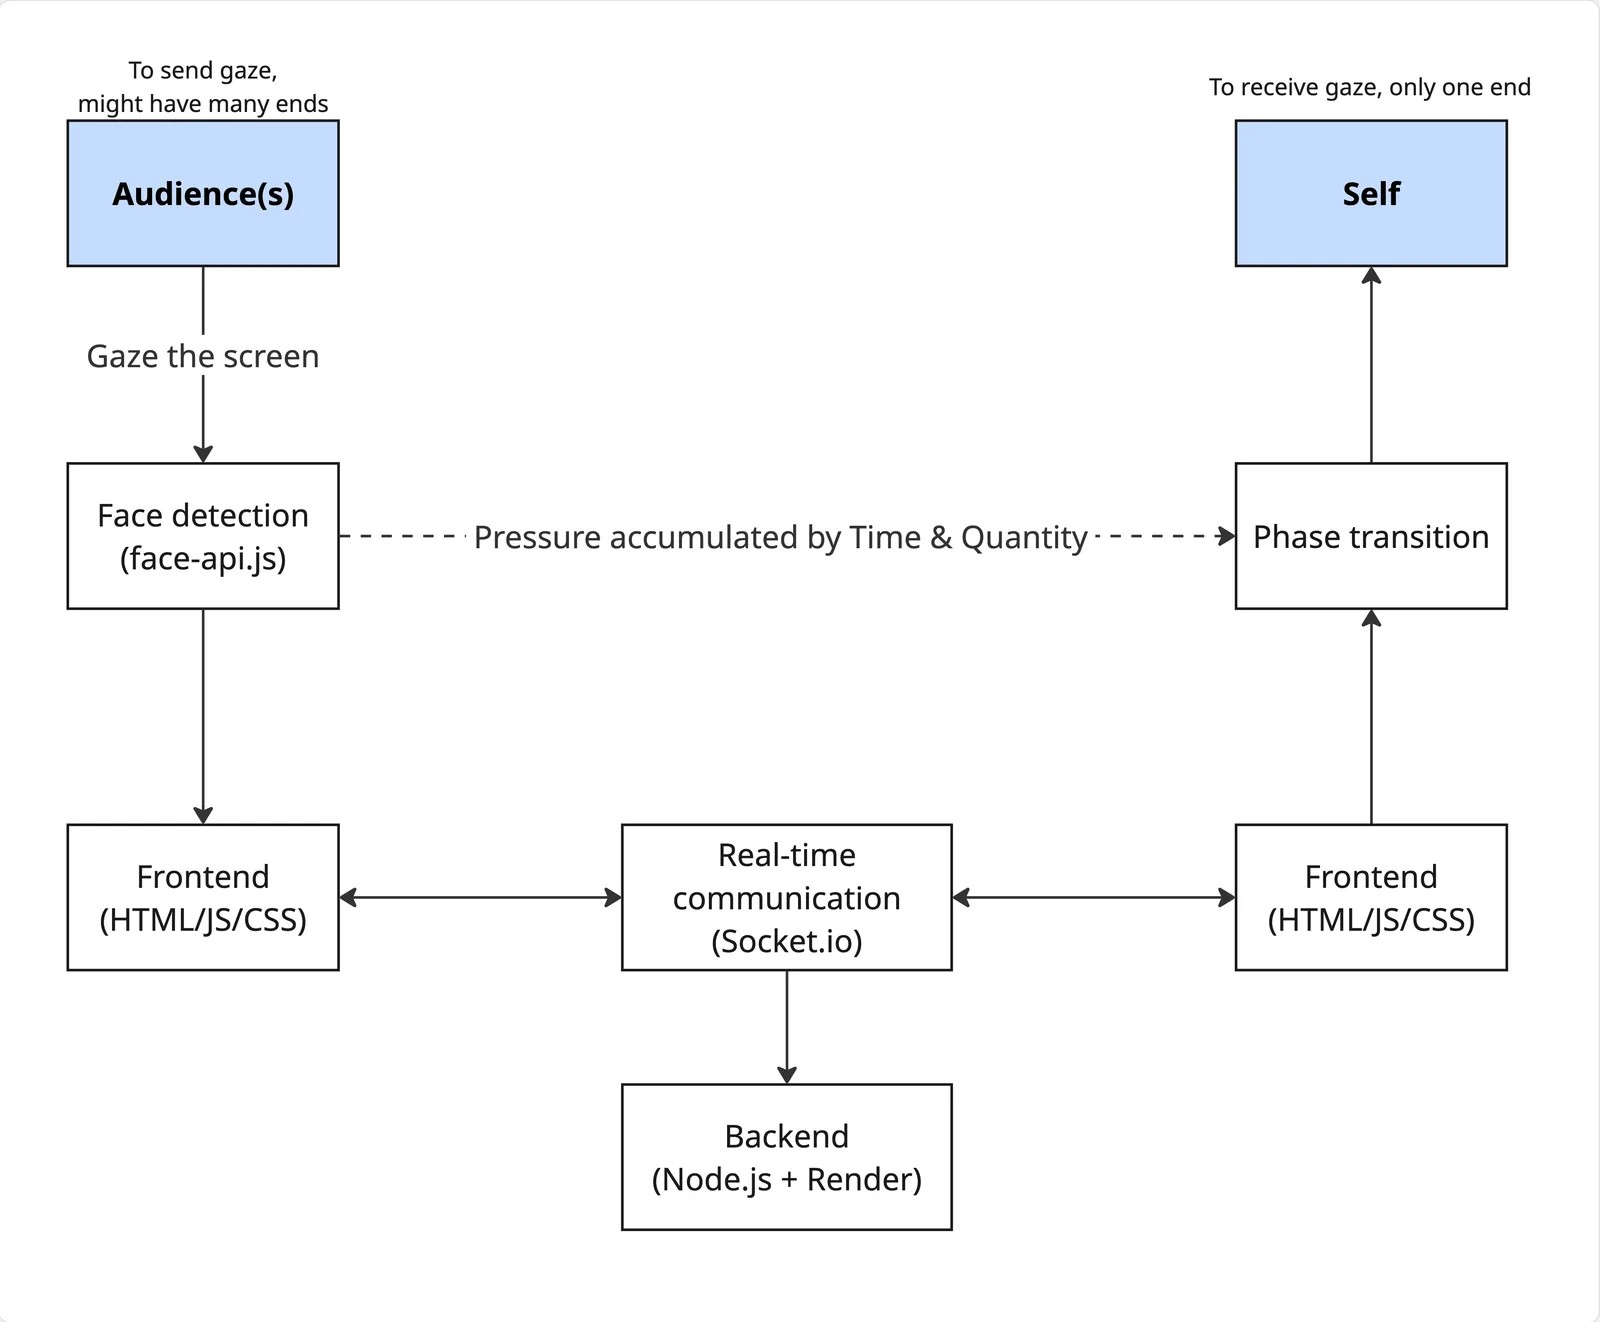 To send gaze,
might have many ends
To receive gaze, only one end
Audience(s)
Self
Gaze the screen
Face detection
(face-api.js)
Pressure accumulated by Time & Quantity
Phase transition
Frontend
(HTML/JS/CSS)
Real-time
communication
(Socket.io)
Frontend
(HTML/JS/CSS)
Backend
(Node.js + Render)